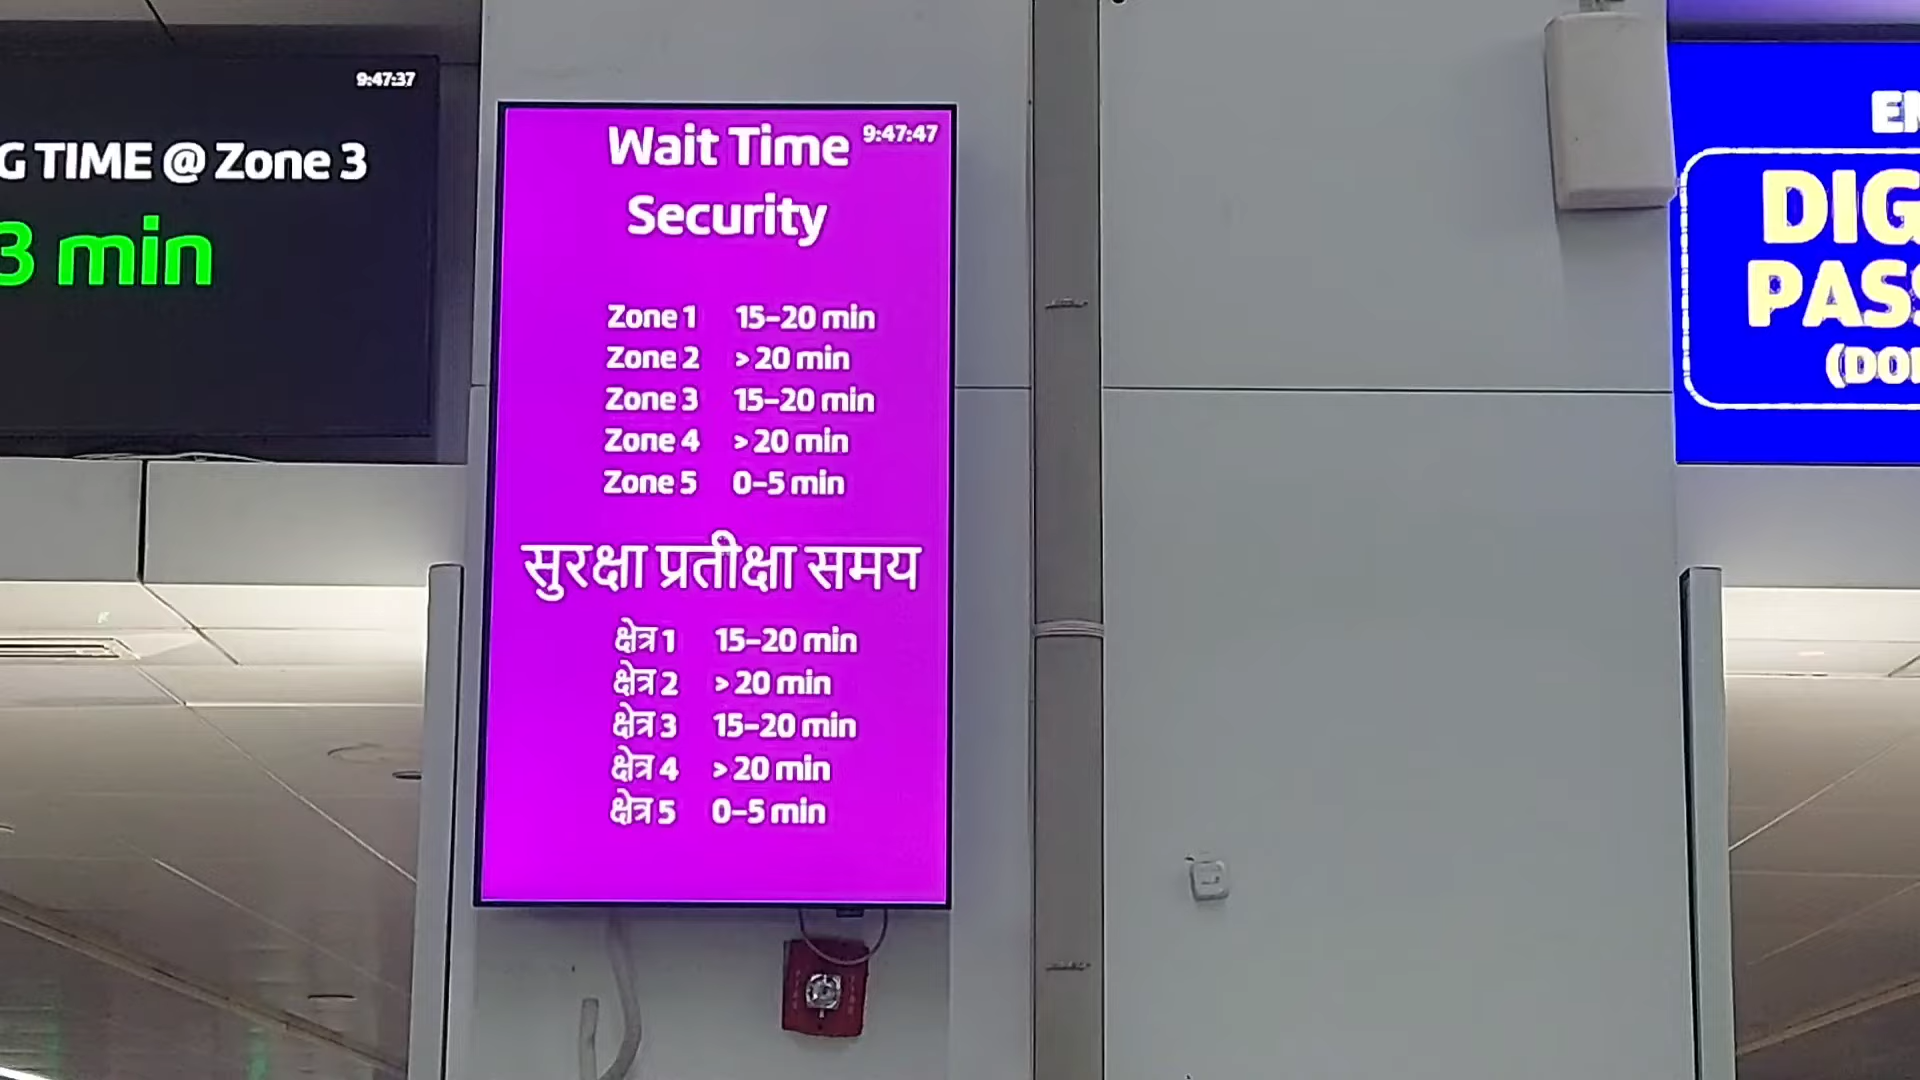 9:47:37
G TIME @ Zone 3
3 min
Wait Time
9:47:47
Security
Zone 1 15-20 min
Zone 2 > 20 min
Zone 3 15-20 min
Zone 4 > 20 min
Zone 5 0-5 min
सुरक्षा प्रतीक्षा समय
क्षेत्र 1 15-20 min
क्षेत्र 2 > 20 min
क्षेत्र 3 15-20 min
क्षेत्र 4 > 20 min
क्षेत्र 5 0-5 min
DIG
PASS